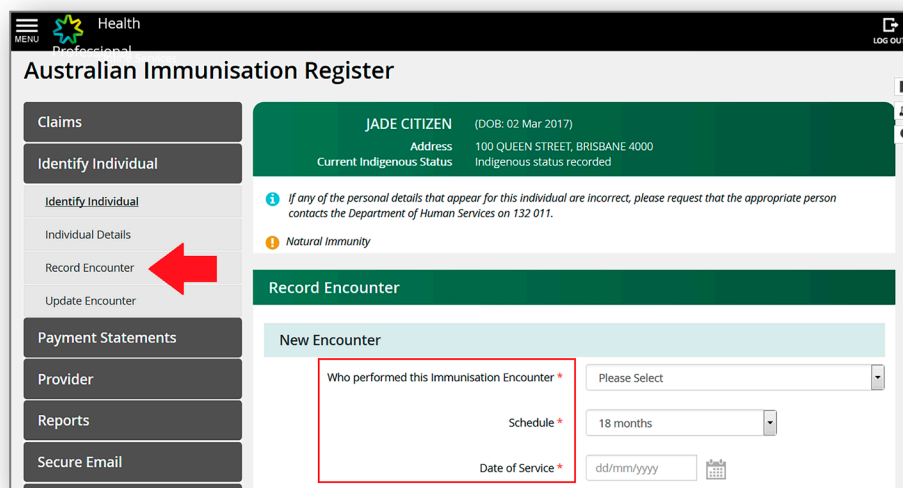 MENU
Health
Professional
LOG OUT
Australian Immunisation Register
Claims
Identify Individual
Identify Individual
Individual Details
Record Encounter
Update Encounter
Payment Statements
Provider
Reports
Secure Email
JADE CITIZEN (DOB: 02 Mar 2017)
Address 100 QUEEN STREET, BRISBANE 4000
Current Indigenous Status Indigenous status recorded
If any of the personal details that appear for this individual are incorrect, please request that the appropriate person
contacts the Department of Human Services on 132 011.
Natural Immunity
Record Encounter
New Encounter
Who performed this Immunisation Encounter * Please Select
Schedule * 18 months
Date of Service * dd/mm/yyyy